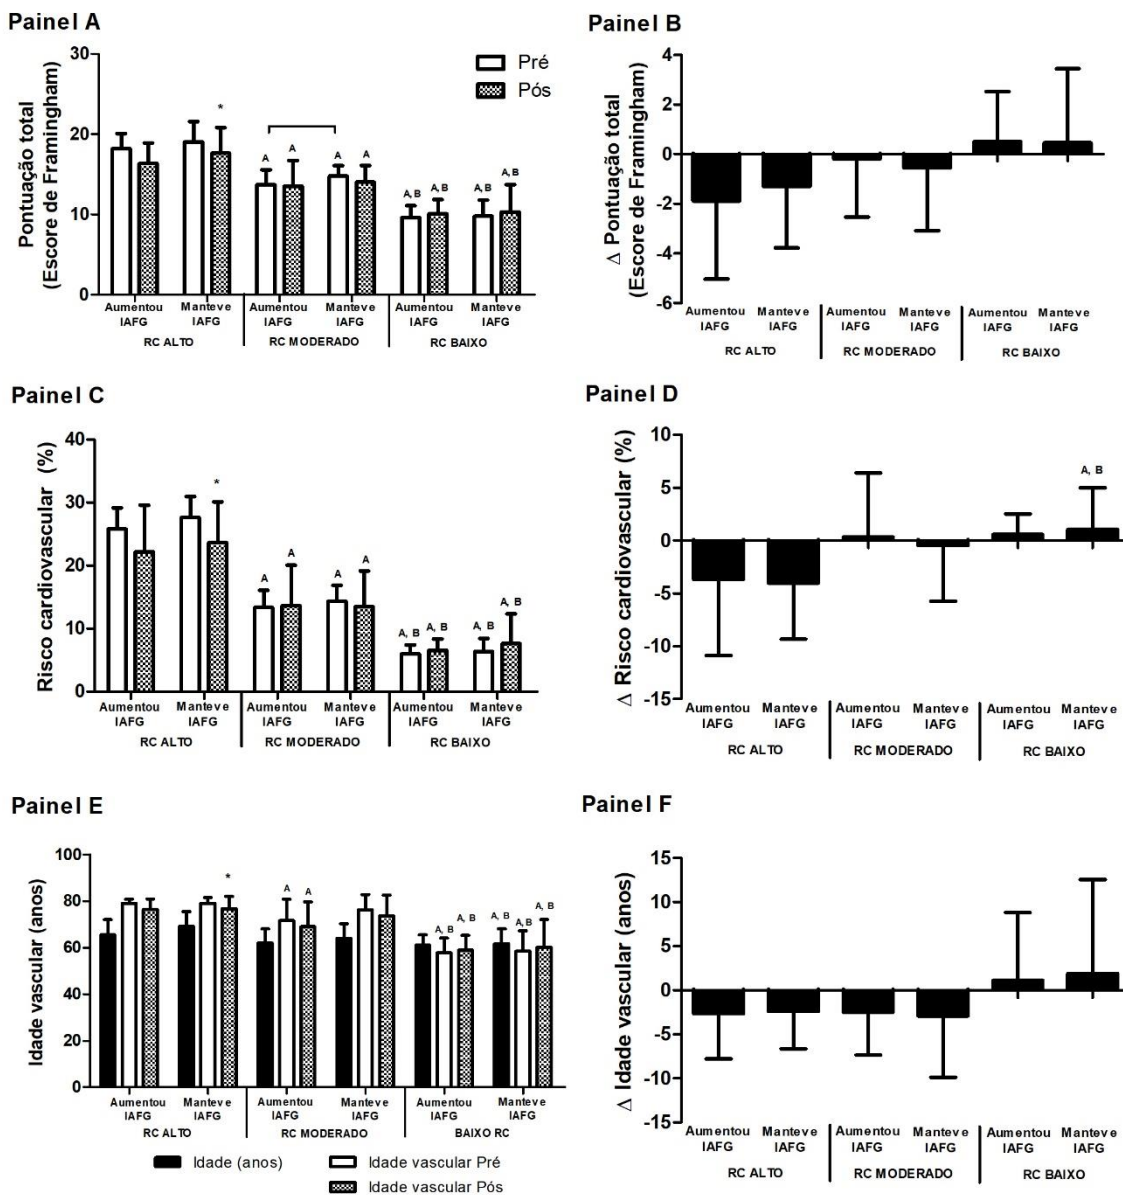 Painel A
30
20
10
0
Pontuação total
(Escore de Framingham)
Pré
Pós
*
A
A
A
A
A, B
A, B
A, B
A, B
Aumentou
IAFG
Manteve
IAFG
Aumentou
IAFG
Manteve
IAFG
Aumentou
IAFG
Manteve
IAFG
RC ALTO
RC MODERADO
RC BAIXO
Painel B
4
2
0
-2
-4
-6
Δ Pontuação total
(Escore de Framingham)
Aumentou
IAFG
Manteve
IAFG
Aumentou
IAFG
Manteve
IAFG
Aumentou
IAFG
Manteve
IAFG
RC ALTO
RC MODERADO
RC BAIXO
Painel C
40
30
20
10
0
Risco cardiovascular (%)
*
A
A
A
A
A, B
A, B
A, B
A, B
Aumentou
IAFG
Manteve
IAFG
Aumentou
IAFG
Manteve
IAFG
Aumentou
IAFG
Manteve
IAFG
RC ALTO
RC MODERADO
RC BAIXO
Painel D
10
5
0
-5
-10
-15
Δ Risco cardiovascular (%)
A, B
Aumentou
IAFG
Manteve
IAFG
Aumentou
IAFG
Manteve
IAFG
Aumentou
IAFG
Manteve
IAFG
RC ALTO
RC MODERADO
RC BAIXO
Painel E
100
80
60
40
20
0
Idade vascular (anos)
*
A
A
A, B
A, B
A, B
A, B
A, B
Aumentou
IAFG
Manteve
IAFG
Aumentou
IAFG
Manteve
IAFG
Aumentou
IAFG
Manteve
IAFG
RC ALTO
RC MODERADO
BAIXO RC
Idade (anos)
Idade vascular Pré
Idade vascular Pós
Painel F
15
10
5
0
-5
-10
-15
Δ Idade vascular (anos)
Aumentou
IAFG
Manteve
IAFG
Aumentou
IAFG
Manteve
IAFG
Aumentou
IAFG
Manteve
IAFG
RC ALTO
RC MODERADO
RC BAIXO